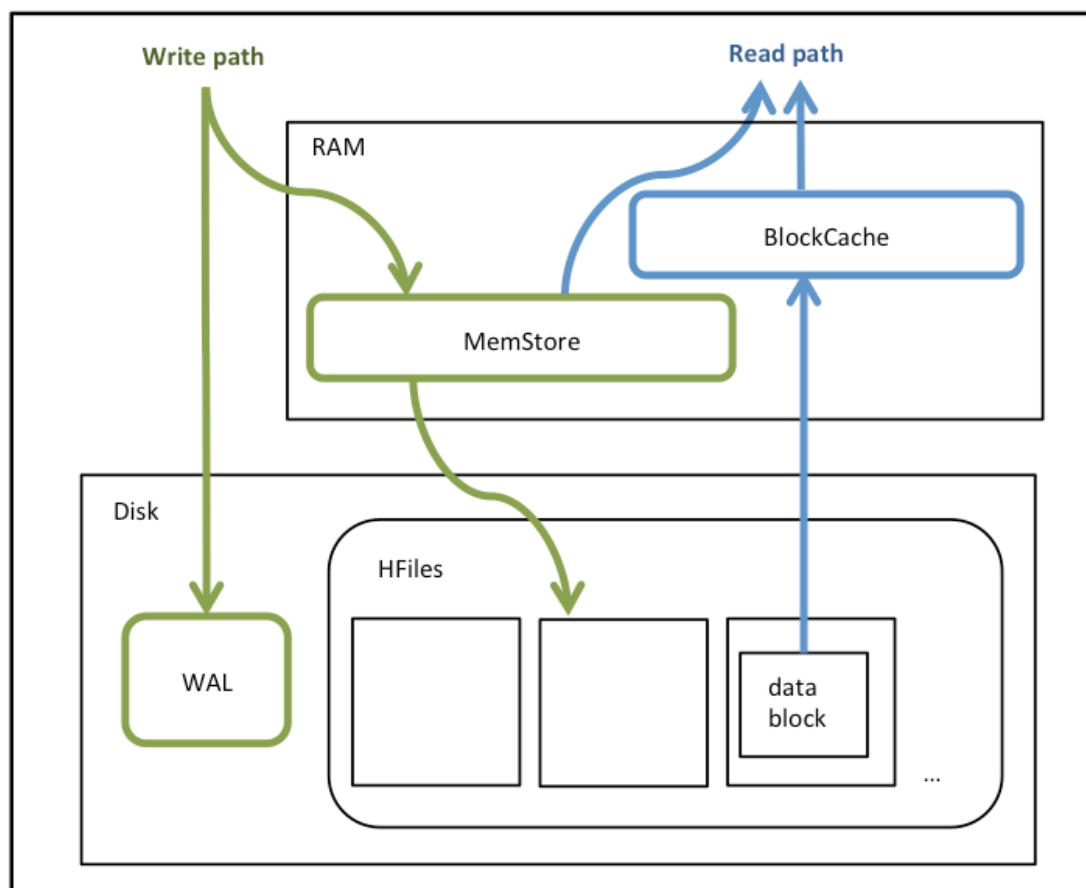 Write path
Read path
RAM
BlockCache
MemStore
Disk
HFiles
WAL
data
block
...